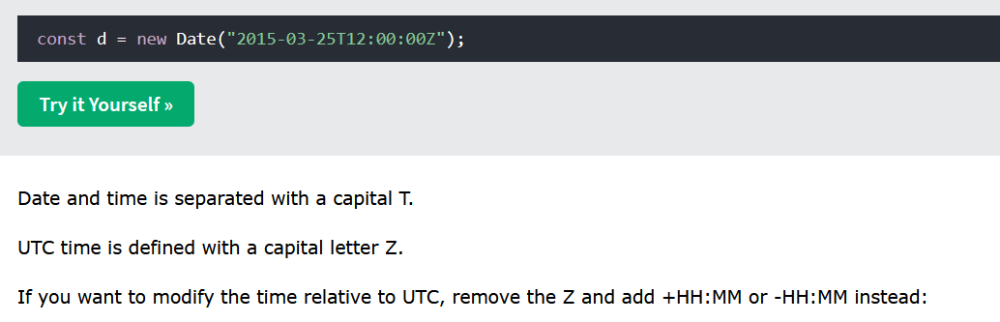 const d = new Date("2015-03-25T12:00:00Z");
Try it Yourself »
Date and time is separated with a capital T.
UTC time is defined with a capital letter Z.
If you want to modify the time relative to UTC, remove the Z and add +HH:MM or -HH:MM instead: